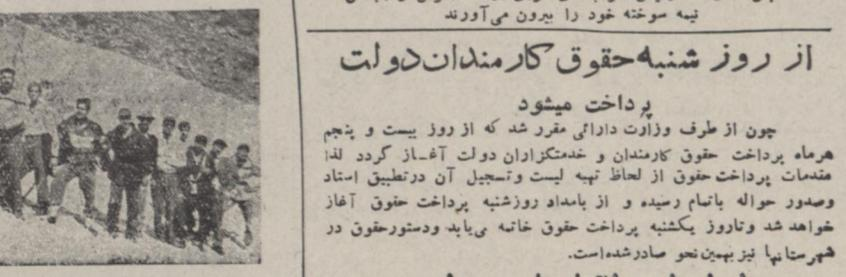 نیمه سوخته خود را بیرون می‌آورند
از روز شنبه حقوق کارمندان دولت
پرداخت میشود
چون از طرف وزارت دارائی مقرر شد که از روز بیست و پنجم
هرماه پرداخت حقوق کارمندان و خدمتگزاران دولت آغاز گردد لذا
مقدمات پرداخت حقوق از لحاظ تهیه لیست و تسجیل آن درتطبیق اسناد
وصدور حواله باتمام رسیده و از بامداد روزشنبه پرداخت حقوق آغاز
خواهد شد وتاروز یکشنبه پرداخت حقوق خاتمه می‌یابد ودستورحقوق در
شهرستانها نیز بهمین نحو صادرشده‌است.